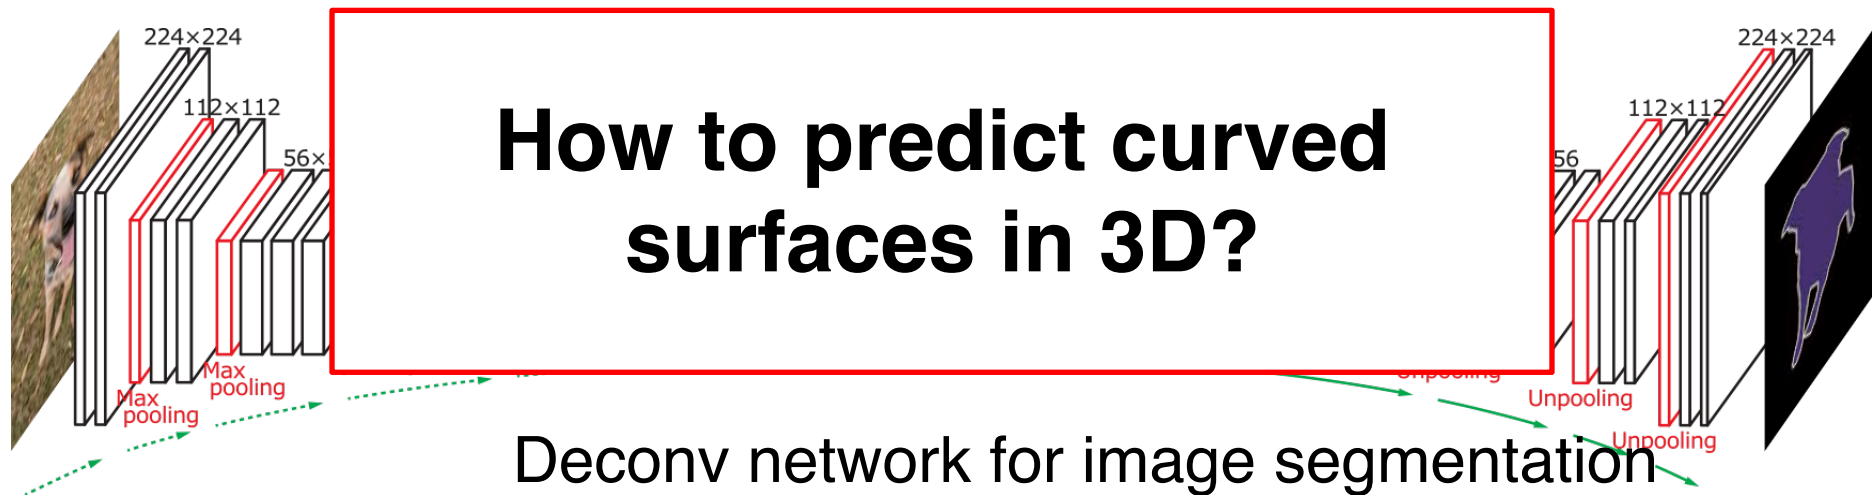 224×224
112×112
56×
How to predict curved
surfaces in 3D?
Max
pooling
Max
pooling
224×224
112×112
56
Unpooling
Unpooling
Unpooling
Deconv network for image segmentation